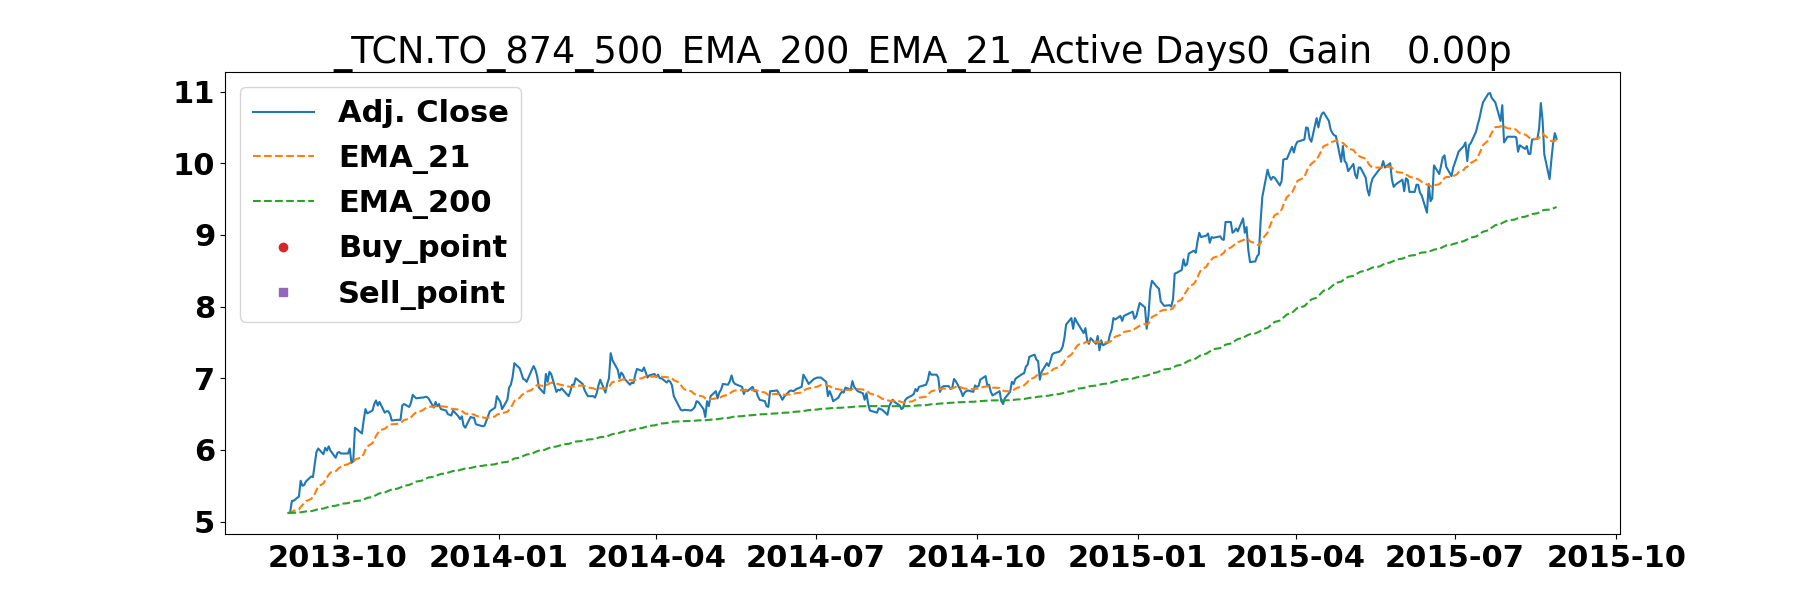 _TCN.TO_874_500_EMA_200_EMA_21_Active Days0_Gain   0.00p
11
10
9
8
7
6
5
Adj. Close
EMA_21
EMA_200
Buy_point
Sell_point
2013-10 2014-01 2014-04 2014-07 2014-10 2015-01 2015-04 2015-07 2015-10